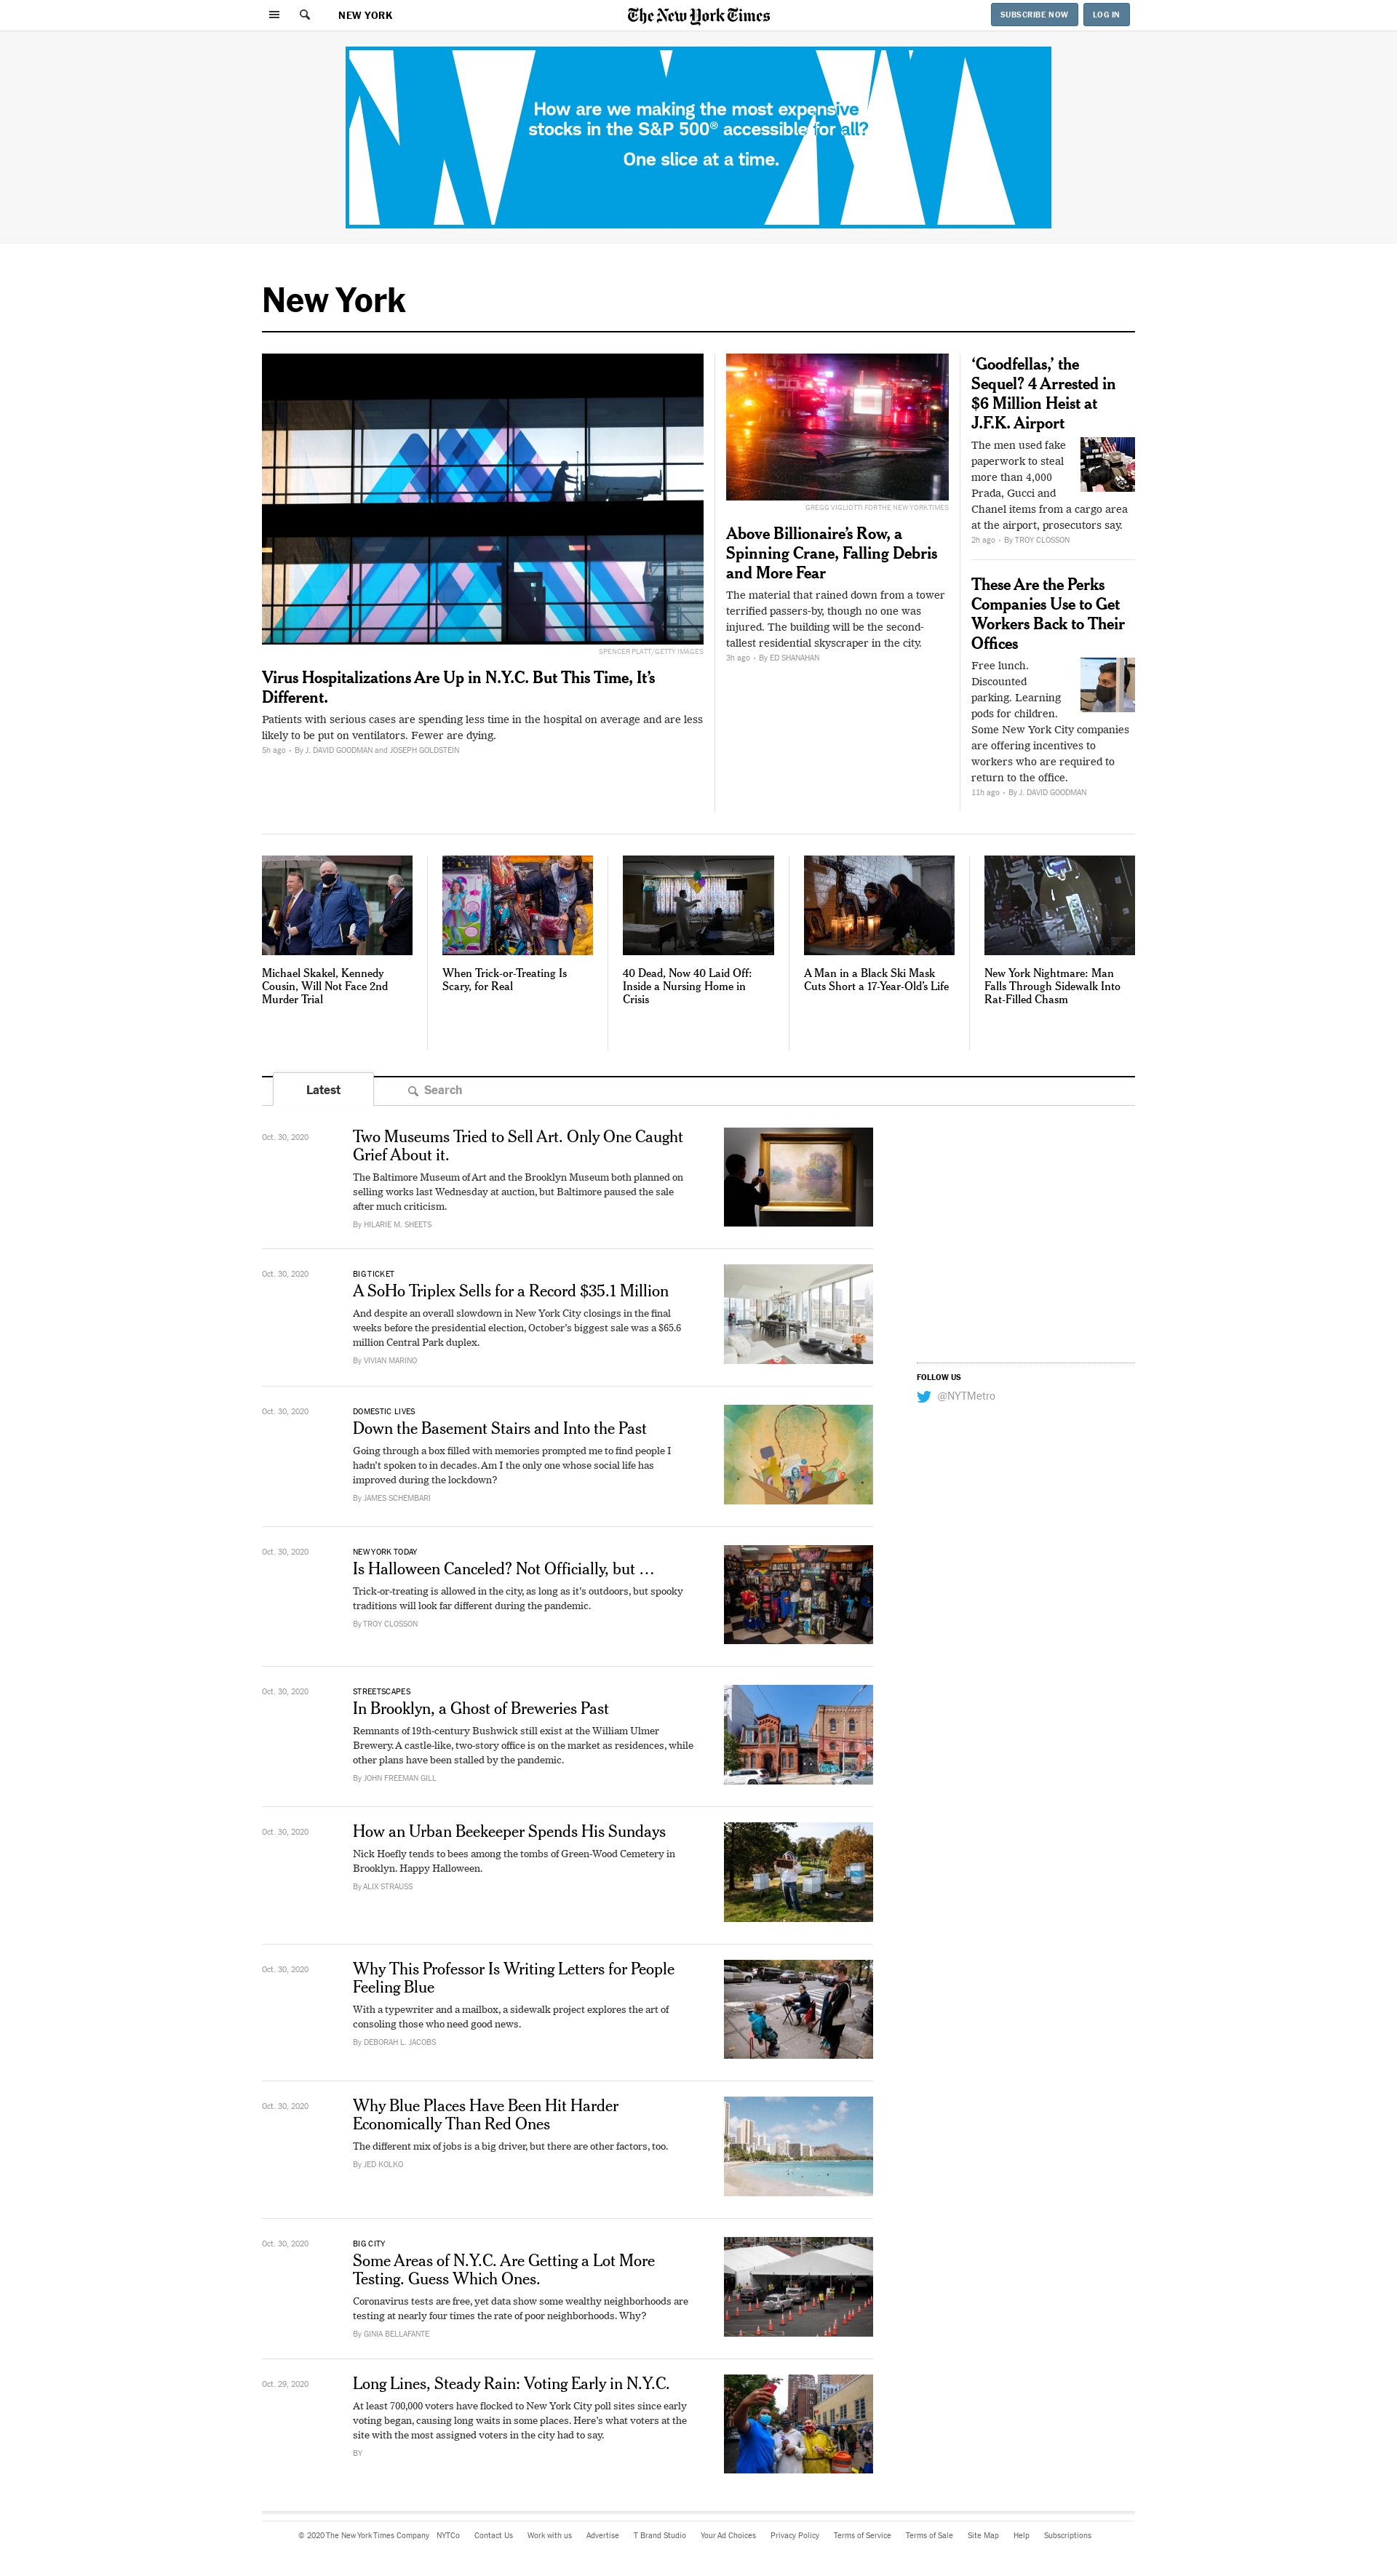 NEW YORK
The New York Times
SUBSCRIBE NOW
LOG IN
How are we making the most expensive
stocks in the S&P 500® accessible for all?
One slice at a time.
New York
SPENCER PLATT/GETTY IMAGES
Virus Hospitalizations Are Up in N.Y.C. But This Time, It’s
Different.
Patients with serious cases are spending less time in the hospital on average and are less
likely to be put on ventilators. Fewer are dying.
5h ago • By J. DAVID GOODMAN and JOSEPH GOLDSTEIN
GREGG VIGLIOTTI FOR THE NEW YORK TIMES
Above Billionaire’s Row, a
Spinning Crane, Falling Debris
and More Fear
The material that rained down from a tower
terrified passers-by, though no one was
injured. The building will be the second-
tallest residential skyscraper in the city.
3h ago • By ED SHANAHAN
‘Goodfellas,’ the
Sequel? 4 Arrested in
$6 Million Heist at
J.F.K. Airport
The men used fake
paperwork to steal
more than 4,000
Prada, Gucci and
Chanel items from a cargo area
at the airport, prosecutors say.
2h ago • By TROY CLOSSON
These Are the Perks
Companies Use to Get
Workers Back to Their
Offices
Free lunch.
Discounted
parking. Learning
pods for children.
Some New York City companies
are offering incentives to
workers who are required to
return to the office.
11h ago • By J. DAVID GOODMAN
Michael Skakel, Kennedy
Cousin, Will Not Face 2nd
Murder Trial
When Trick-or-Treating Is
Scary, for Real
40 Dead, Now 40 Laid Off:
Inside a Nursing Home in
Crisis
A Man in a Black Ski Mask
Cuts Short a 17-Year-Old’s Life
New York Nightmare: Man
Falls Through Sidewalk Into
Rat-Filled Chasm
Latest
Search
Oct. 30, 2020
Two Museums Tried to Sell Art. Only One Caught
Grief About it.
The Baltimore Museum of Art and the Brooklyn Museum both planned on
selling works last Wednesday at auction, but Baltimore paused the sale
after much criticism.
By HILARIE M. SHEETS
Oct. 30, 2020
BIG TICKET
A SoHo Triplex Sells for a Record $35.1 Million
And despite an overall slowdown in New York City closings in the final
weeks before the presidential election, October’s biggest sale was a $65.6
million Central Park duplex.
By VIVIAN MARINO
FOLLOW US
@NYTMetro
Oct. 30, 2020
DOMESTIC LIVES
Down the Basement Stairs and Into the Past
Going through a box filled with memories prompted me to find people I
hadn’t spoken to in decades. Am I the only one whose social life has
improved during the lockdown?
By JAMES SCHEMBARI
Oct. 30, 2020
NEW YORK TODAY
Is Halloween Canceled? Not Officially, but …
Trick-or-treating is allowed in the city, as long as it’s outdoors, but spooky
traditions will look far different during the pandemic.
By TROY CLOSSON
Oct. 30, 2020
STREETSCAPES
In Brooklyn, a Ghost of Breweries Past
Remnants of 19th-century Bushwick still exist at the William Ulmer
Brewery. A castle-like, two-story office is on the market as residences, while
other plans have been stalled by the pandemic.
By JOHN FREEMAN GILL
Oct. 30, 2020
How an Urban Beekeeper Spends His Sundays
Nick Hoefly tends to bees among the tombs of Green-Wood Cemetery in
Brooklyn. Happy Halloween.
By ALIX STRAUSS
Oct. 30, 2020
Why This Professor Is Writing Letters for People
Feeling Blue
With a typewriter and a mailbox, a sidewalk project explores the art of
consoling those who need good news.
By DEBORAH L. JACOBS
Oct. 30, 2020
Why Blue Places Have Been Hit Harder
Economically Than Red Ones
The different mix of jobs is a big driver, but there are other factors, too.
By JED KOLKO
Oct. 30, 2020
BIG CITY
Some Areas of N.Y.C. Are Getting a Lot More
Testing. Guess Which Ones.
Coronavirus tests are free, yet data show some wealthy neighborhoods are
testing at nearly four times the rate of poor neighborhoods. Why?
By GINIA BELLAFANTE
Oct. 29, 2020
Long Lines, Steady Rain: Voting Early in N.Y.C.
At least 700,000 voters have flocked to New York City poll sites since early
voting began, causing long waits in some places. Here’s what voters at the
site with the most assigned voters in the city had to say.
BY
© 2020 The New York Times Company NYTCo Contact Us Work with us Advertise T Brand Studio Your Ad Choices Privacy Policy Terms of Service Terms of Sale Site Map Help Subscriptions